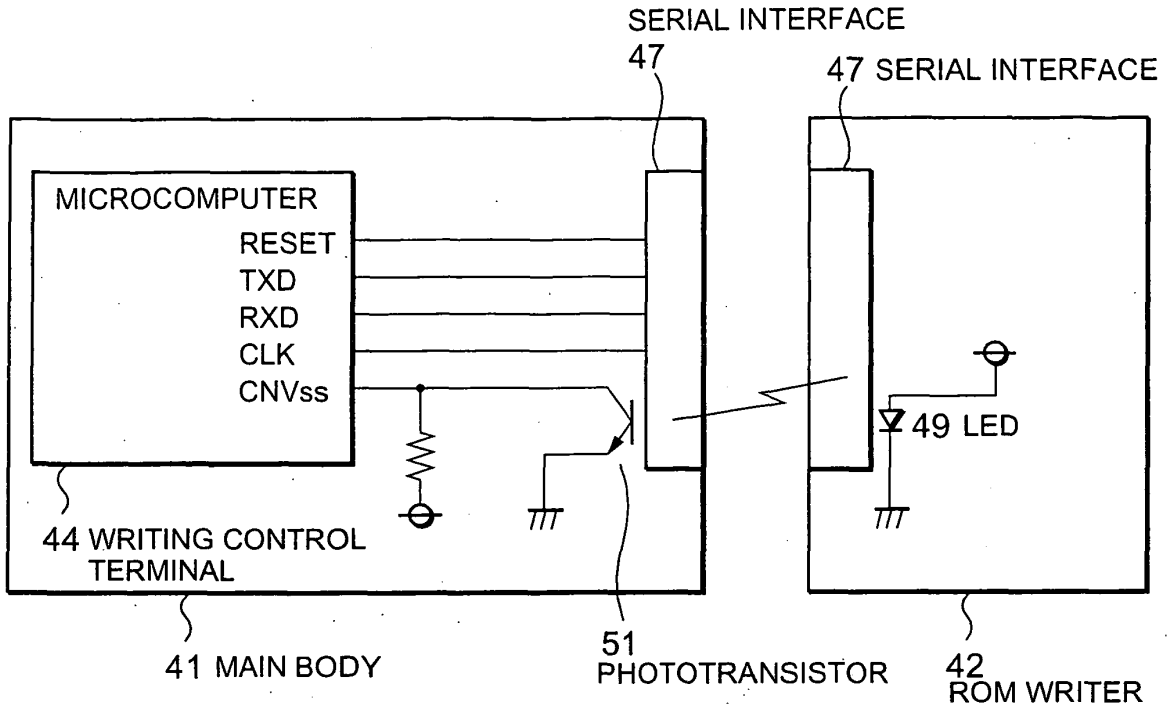 SERIAL INTERFACE
47
47 SERIAL INTERFACE
MICROCOMPUTER
RESET
TXD
RXD
CLK
CNVss
49 LED
44 WRITING CONTROL
TERMINAL
41 MAIN BODY
51
PHOTOTRANSISTOR
42
ROM WRITER